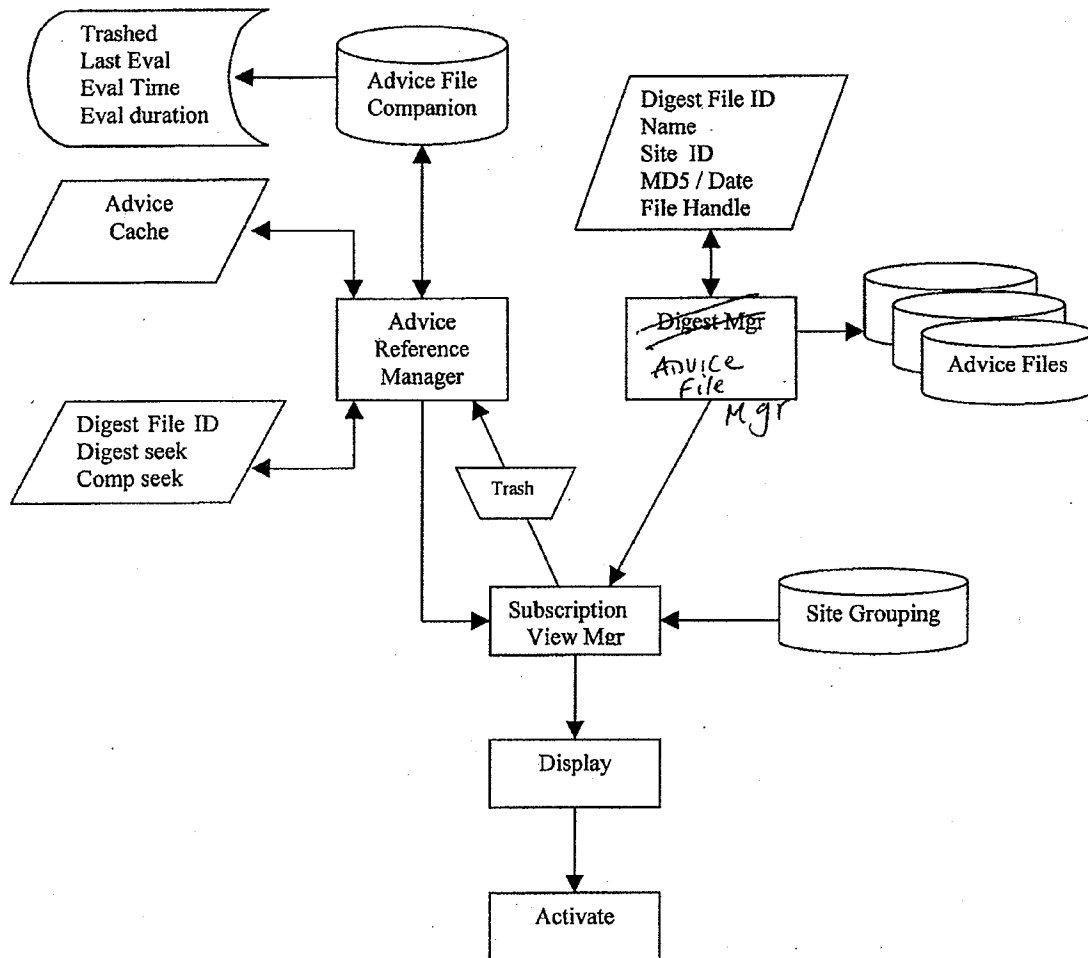 Trashed
Last Eval
Eval Time
Eval duration
Advice File
Companion
Digest File ID
Name
Site ID
MD5 / Date
File Handle
Advice
Cache
Advice
Reference
Manager
Digest Mgr
ADVICE
File
Mgr
Advice Files
Digest File ID
Digest seek
Comp seek
Trash
Subscription
View Mgr
Site Grouping
Display
Activate